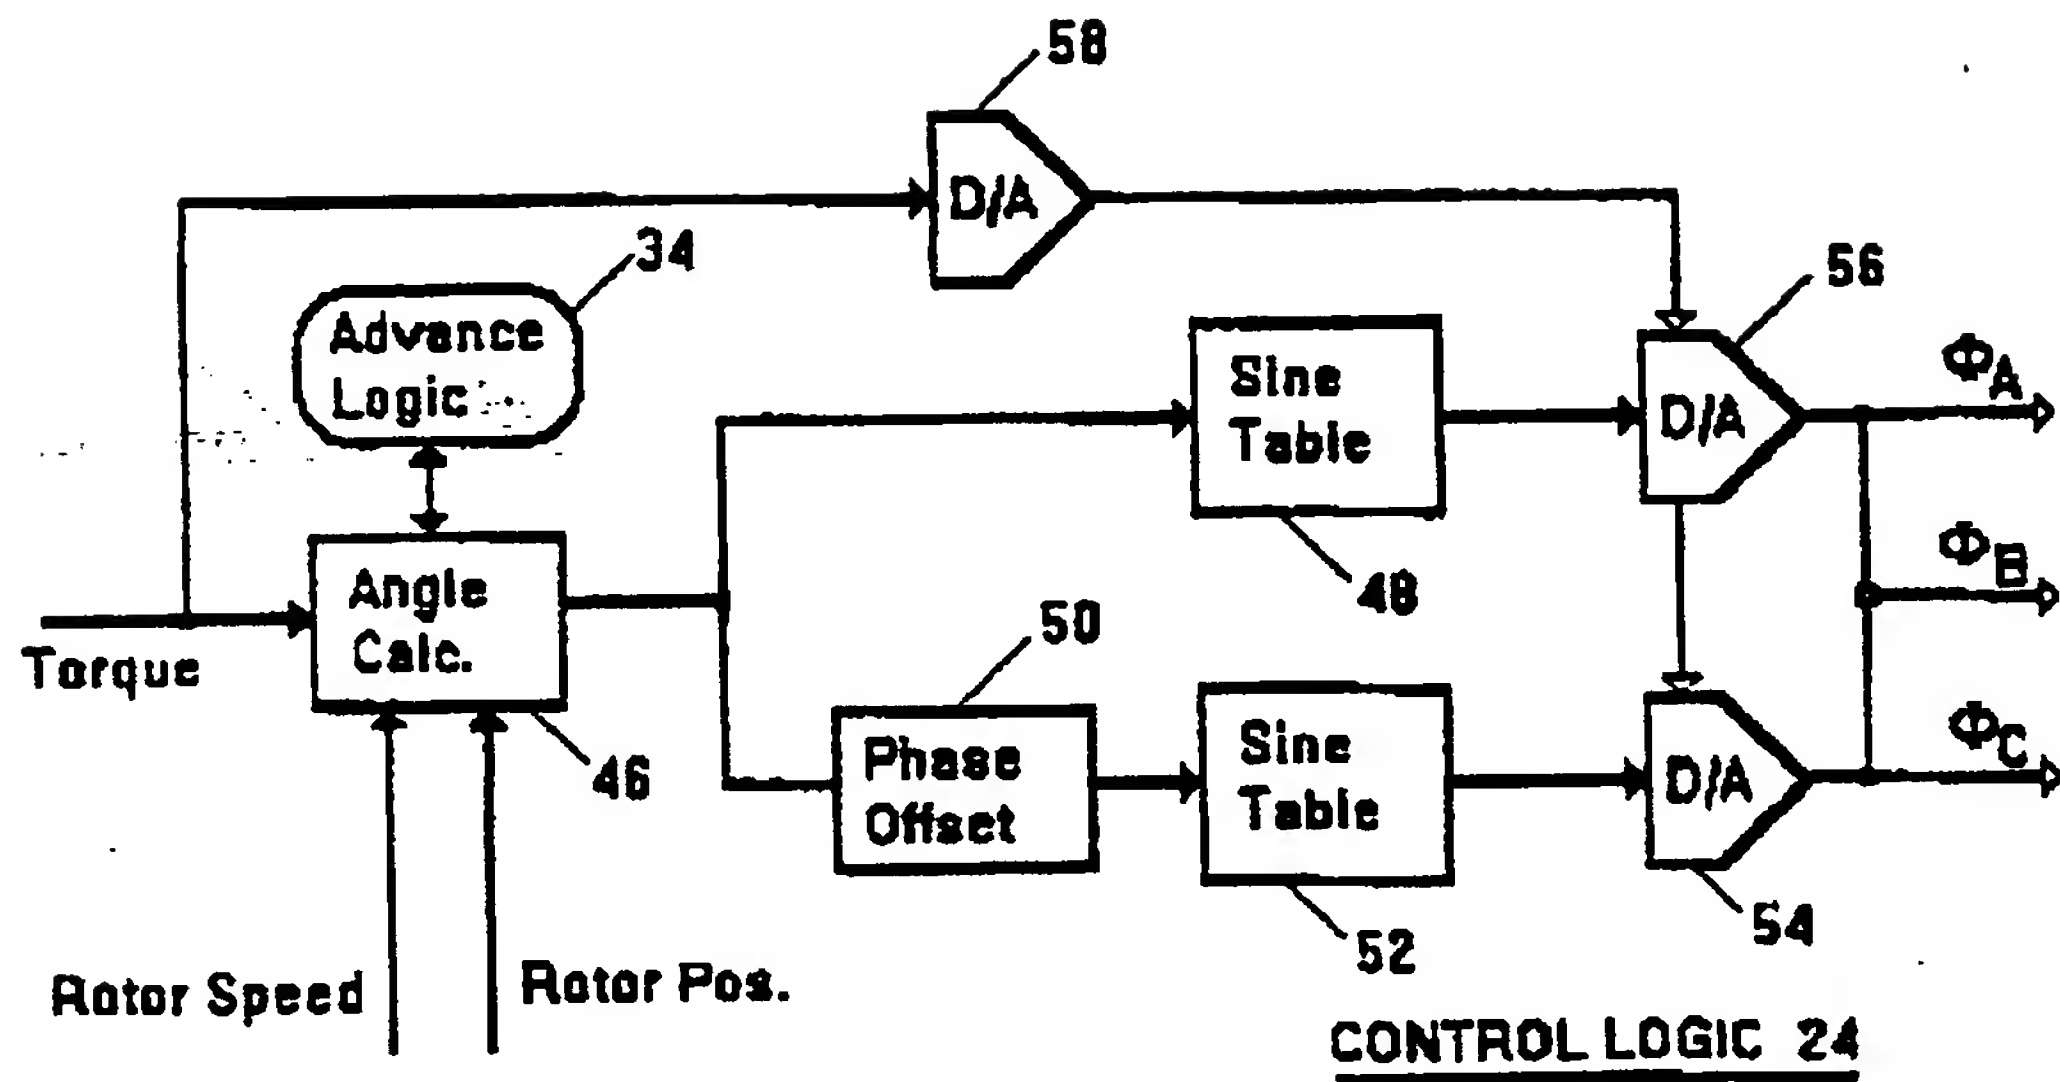 58
D/A
34
Advance
Logic
56
Sine
Table
D/A
ΦA
48
ΦB
Angle
Calc.
Torque
50
46
Phase
Offset
Sine
Table
D/A
ΦC
52
54
Rotor Speed
Rotor Pos.
CONTROL LOGIC 24